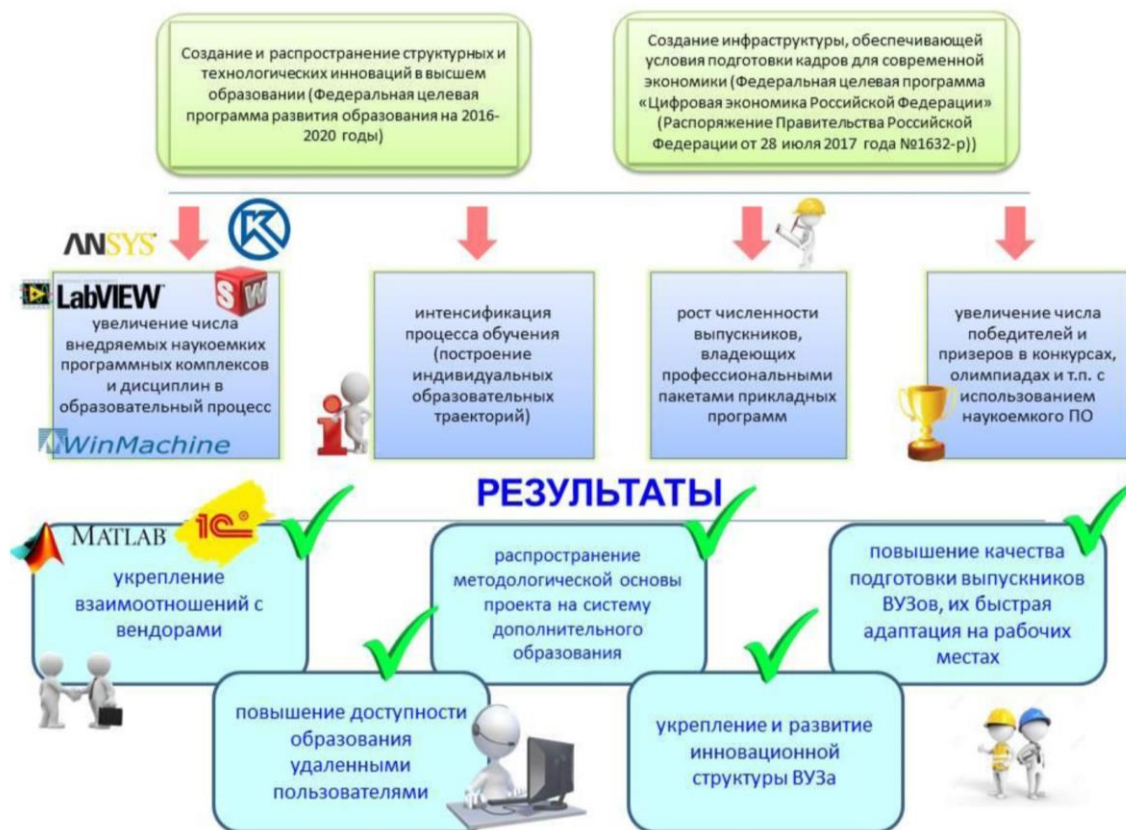 Создание и распространение структурных и
технологических инноваций в высшем
образовании (Федеральная целевая
программа развития образования на 2016-
2020 годы)
Создание инфраструктуры, обеспечивающей
условия подготовки кадров для современной
экономики (Федеральная целевая программа
«Цифровая экономика Российской Федерации»
(Распоряжение Правительства Российской
Федерации от 28 июля 2017 года №1632-р))
ANSYS
K
LabVIEW
SW
увеличение числа
внедряемых наукоемких
программных комплексов
и дисциплин в
образовательный процесс
WinMachine
интенсификация
процесса обучения
(построение
индивидуальных
образовательных
траекторий)
i
рост численности
выпускников,
владеющих
профессиональными
пакетами прикладных
программ
увеличение числа
победителей и
призеров в конкурсах,
олимпиадах и т.п. с
использованием
наукоемкого ПО
РЕЗУЛЬТАТЫ
MATLAB
1С®
укрепление
взаимоотношений с
вендорами
распространение
методологической основы
проекта на систему
дополнительного
образования
повышение качества
подготовки выпускников
ВУЗов, их быстрая
адаптация на рабочих
местах
повышение доступности
образования
удаленными
пользователями
укрепление и развитие
инновационной
структуры ВУЗа